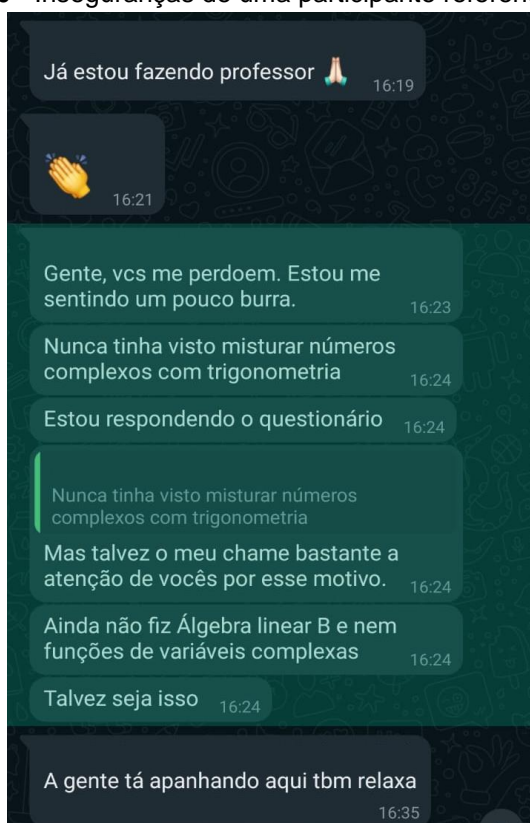 Inseguranças de uma participante
Já estou fazendo professor 🙏🏻
16:19
👏
16:21
Gente, vcs me perdoem. Estou me
sentindo um pouco burra.
16:23
Nunca tinha visto misturar números
complexos com trigonometria
16:24
Estou respondendo o questionário
16:24
Nunca tinha visto misturar números
complexos com trigonometria
Mas talvez o meu chame bastante a
atenção de vocês por esse motivo.
16:24
Ainda não fiz Álgebra linear B e nem
funções de variáveis complexas
16:24
Talvez seja isso
16:24
A gente tá apanhando aqui tbm relaxa
16:35